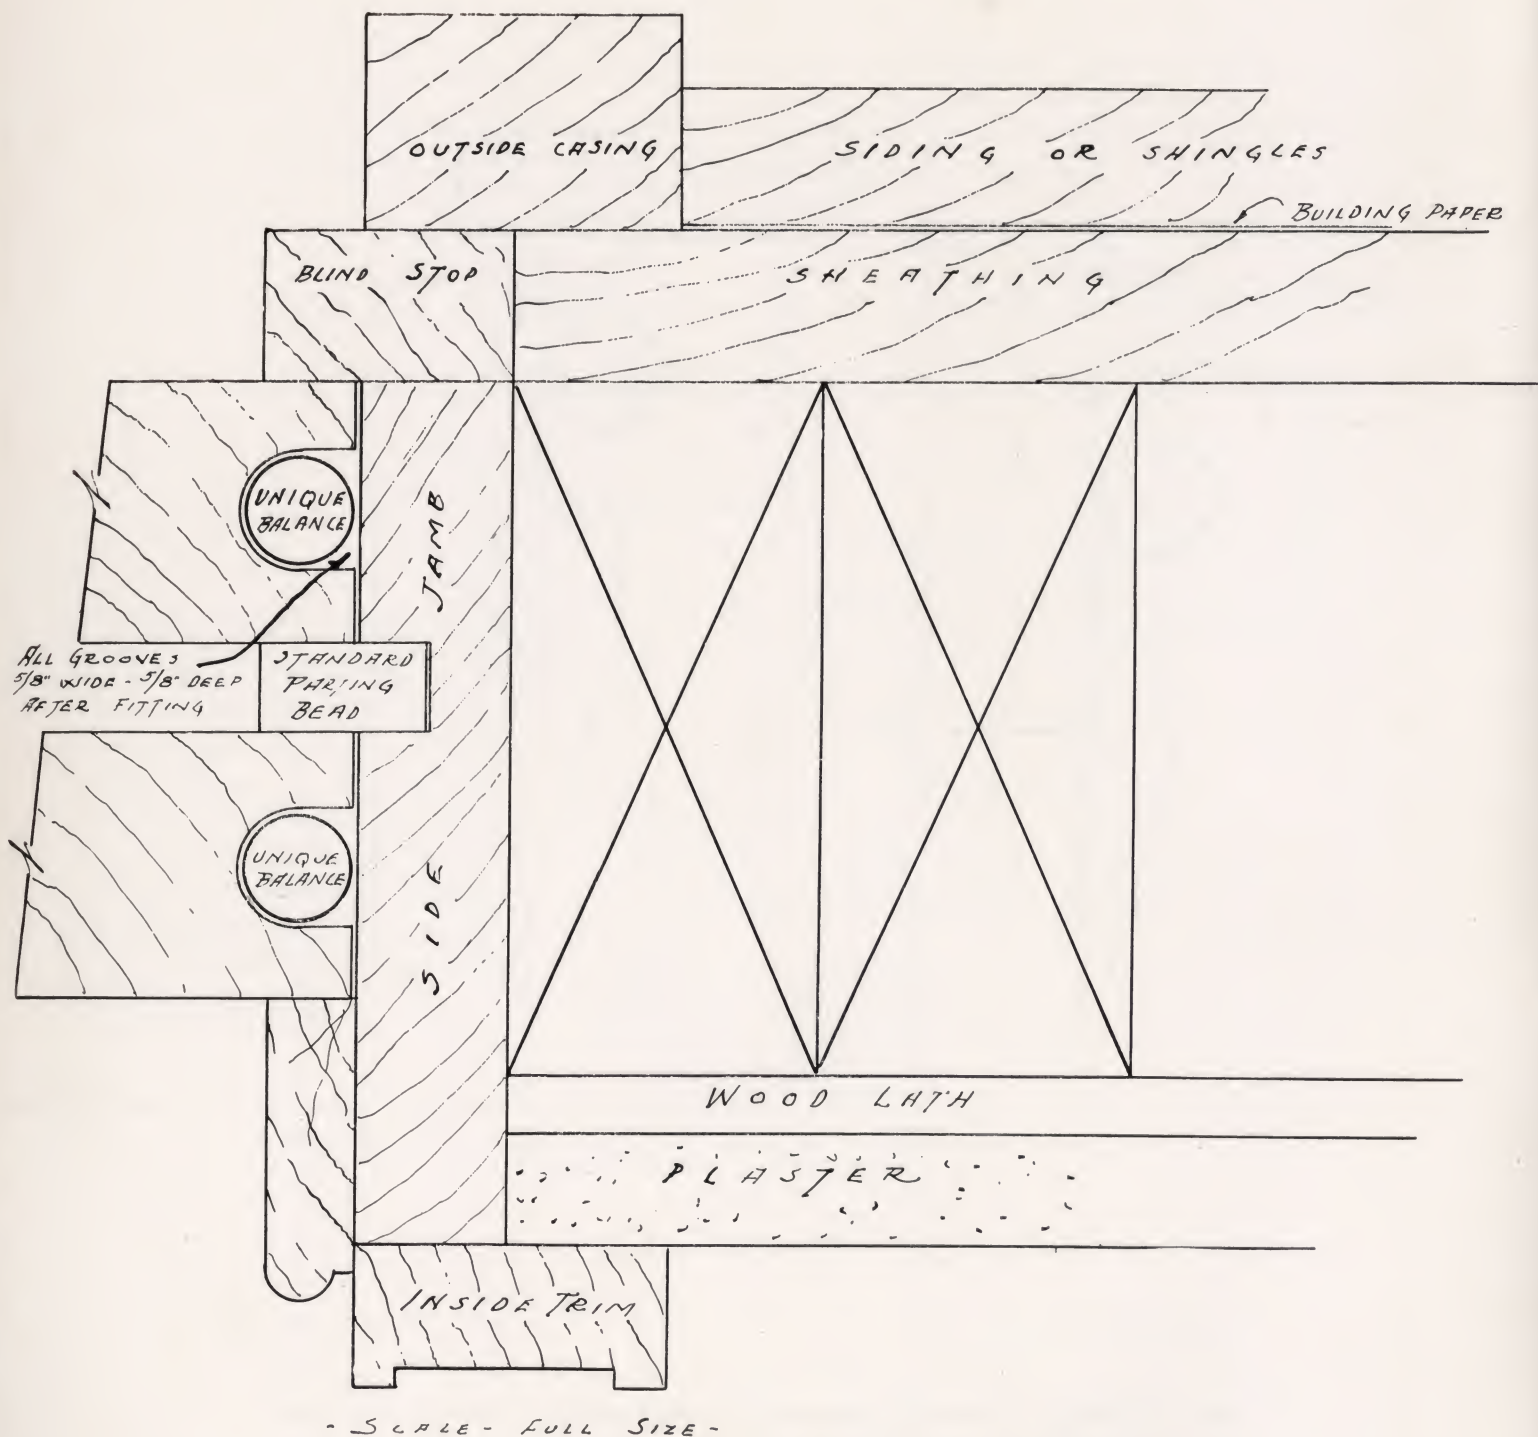 OUTSIDE CASING
SIDING OR SHINGLES
BUILDING PAPER
BLIND STOP
SHEATHING
UNIQUE
BALANCE
SIDE JAMB
ALL GROOVES
5/8" WIDE - 5/8" DEEP
AFTER FITTING
STANDARD
PARTING
BEAD
UNIQUE
BALANCE
WOOD LATH
PLASTER
INSIDE TRIM
- SCALE - FULL SIZE -